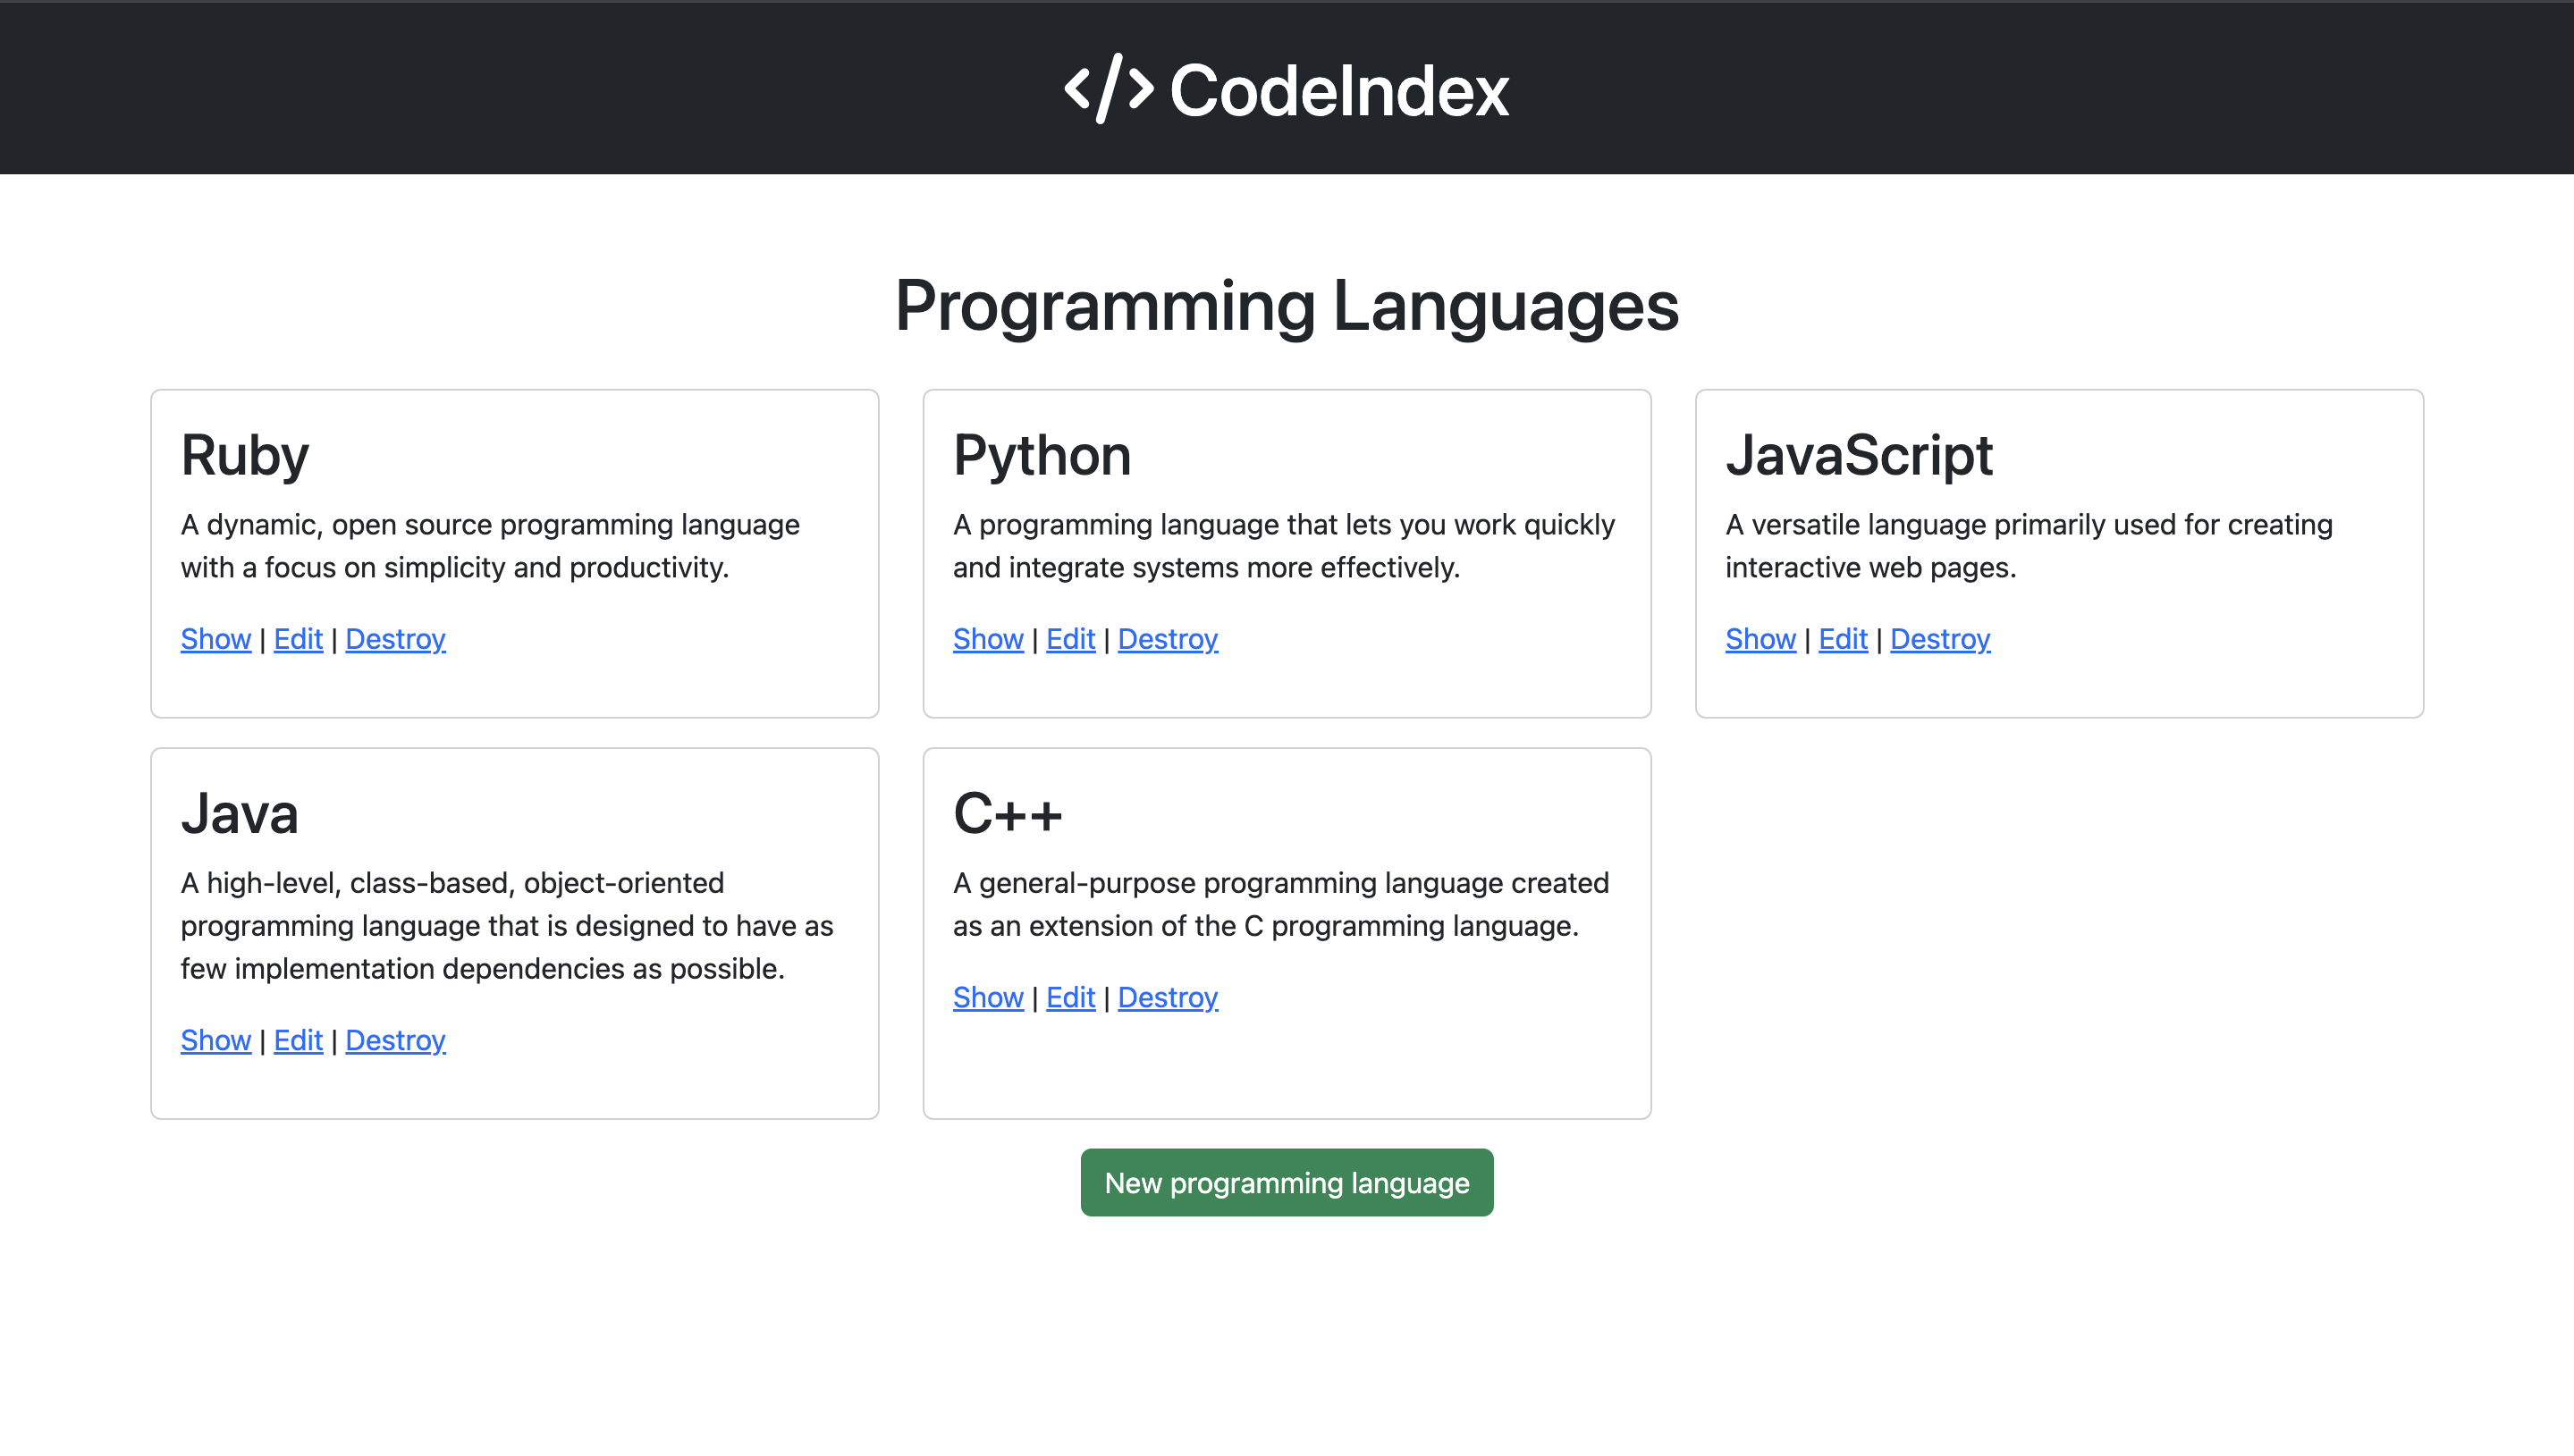 </> CodeIndex
Programming Languages
Ruby
A dynamic, open source programming language
with a focus on simplicity and productivity.
Show | Edit | Destroy
Python
A programming language that lets you work quickly
and integrate systems more effectively.
Show | Edit | Destroy
JavaScript
A versatile language primarily used for creating
interactive web pages.
Show | Edit | Destroy
Java
A high-level, class-based, object-oriented
programming language that is designed to have as
few implementation dependencies as possible.
Show | Edit | Destroy
C++
A general-purpose programming language created
as an extension of the C programming language.
Show | Edit | Destroy
New programming language